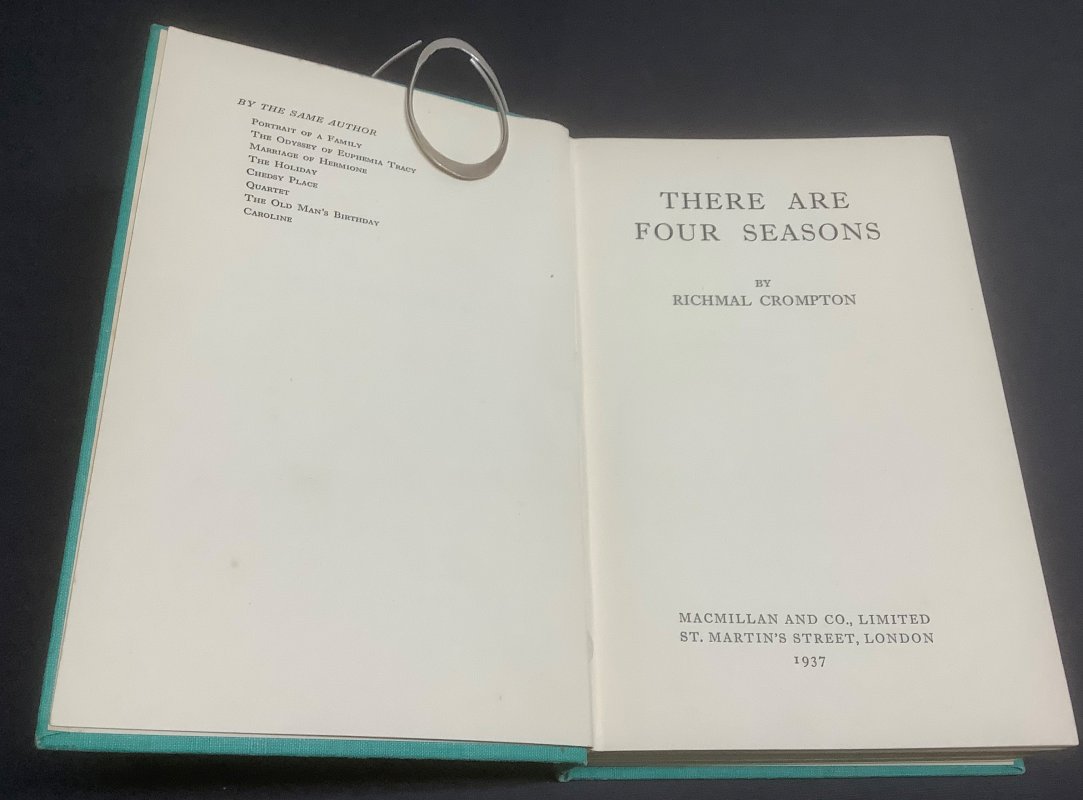 BY THE SAME AUTHOR
PORTRAIT OF A FAMILY
THE ODYSSEY OF EUPHEMIA TRACY
MARRIAGE OF HERMIONE
THE HOLIDAY
CHEDSY PLACE
QUARTET
THE OLD MAN'S BIRTHDAY
CAROLINE
THERE ARE
FOUR SEASONS
BY
RICHMAL CROMPTON
MACMILLAN AND CO., LIMITED
ST. MARTIN'S STREET, LONDON
1937